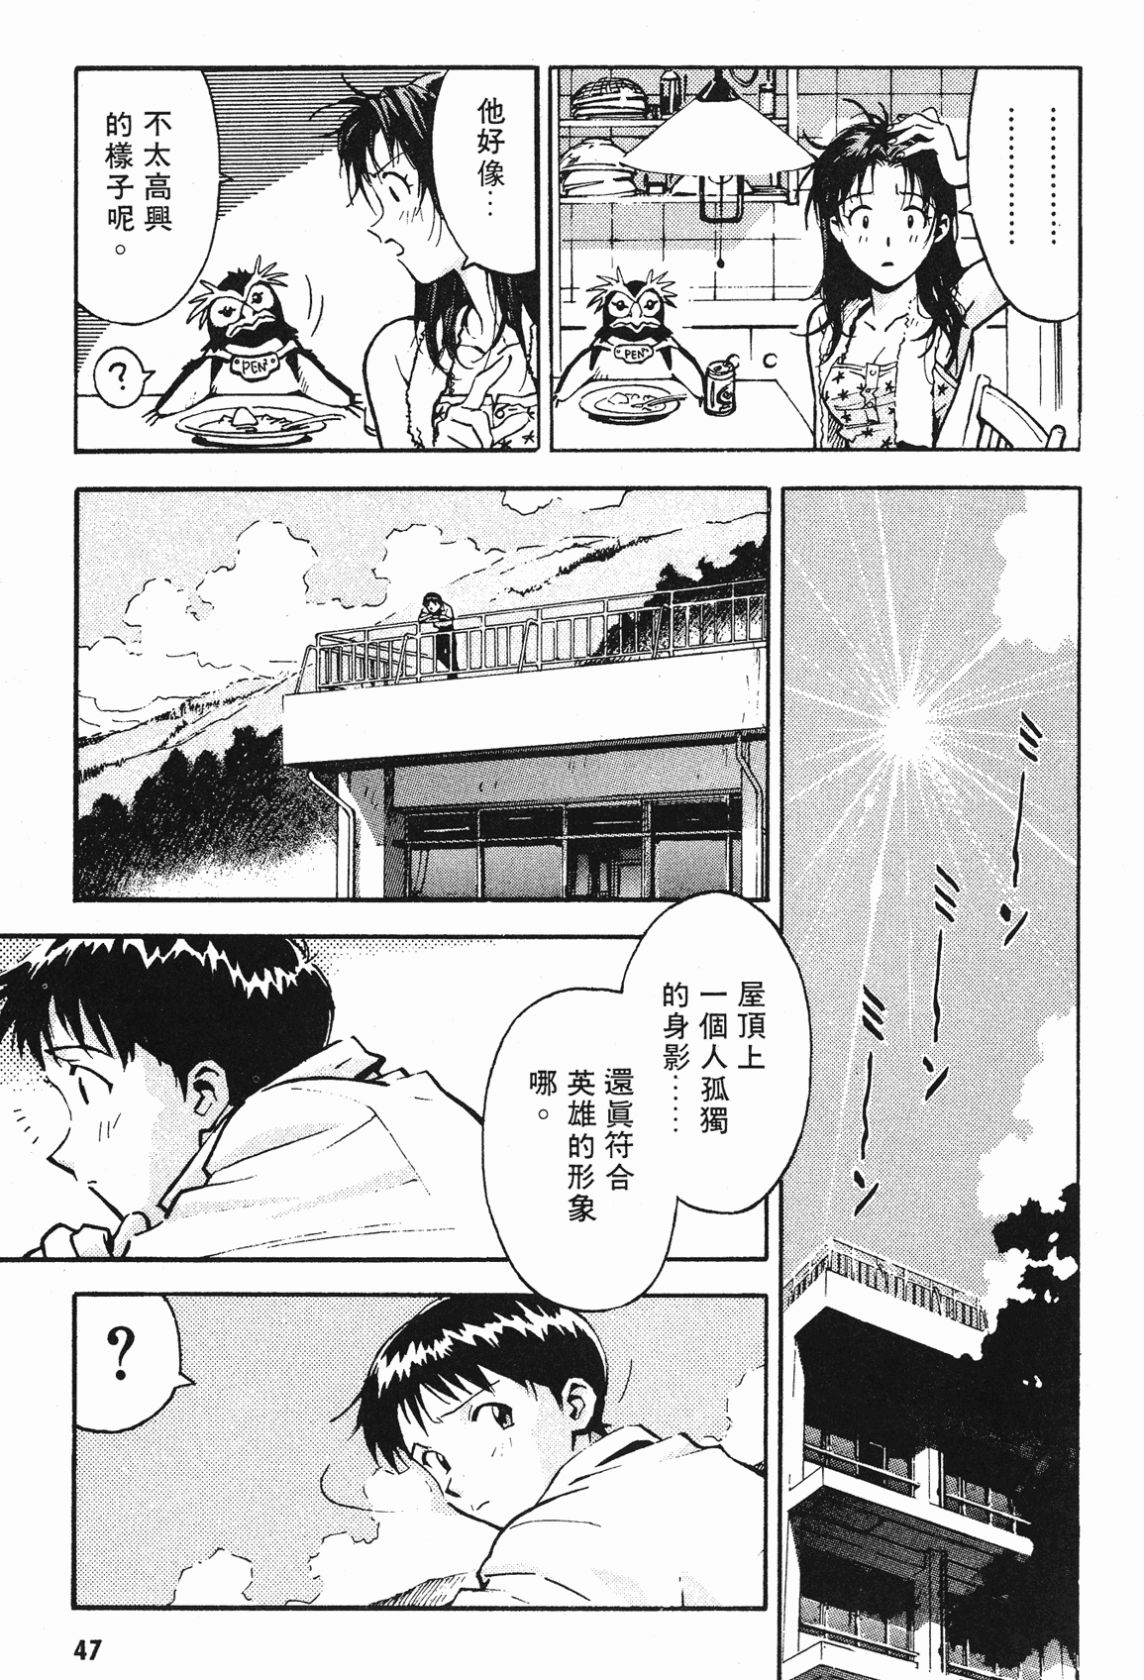 …………
…………
PEN²
他好像…
不太高興
的樣子呢。
PEN²
?
ミーン
ミーン
ミーン
屋頂上
一個人孤獨
的身影……
還眞符合
英雄的形象
哪。
?
47